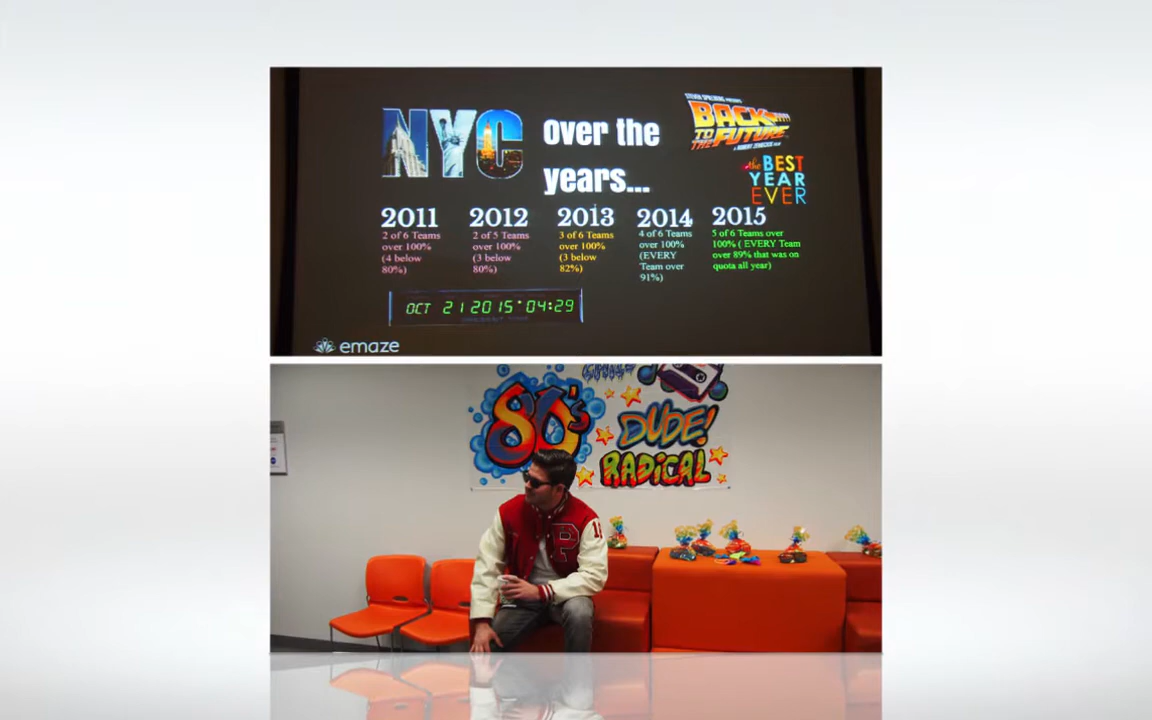 NYC over the
years...
STEVEN SPIELBERG PRESENTS
BACK
TO THE FUTURE
the BEST
YEAR
EVER
2011
2 of 6 Teams
over 100%
(4 below
80%)
2012
2 of 5 Teams
over 100%
(3 below
80%)
2013
3 of 6 Teams
over 100%
(3 below
82%)
2014
4 of 6 Teams
over 100%
(EVERY
Team over
91%)
2015
5 of 6 Teams over
100% ( EVERY Team
over 89% that was on
quota all year)
OCT 21 2015 04:29
emaze
80's
DUDE!
RADICAL
P